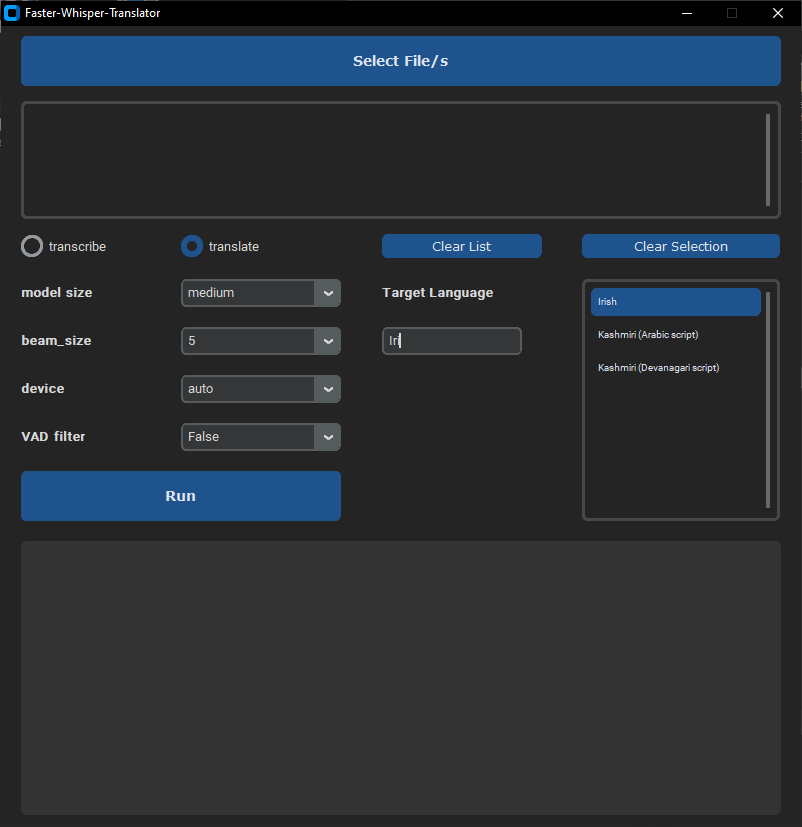 Faster-Whisper-Translator
Select File/s
transcribe
translate
Clear List
Clear Selection
model size
medium
Target Language
Irish
beam_size
5
Iri
Kashmiri (Arabic script)
Kashmiri (Devanagari script)
device
auto
VAD filter
False
Run